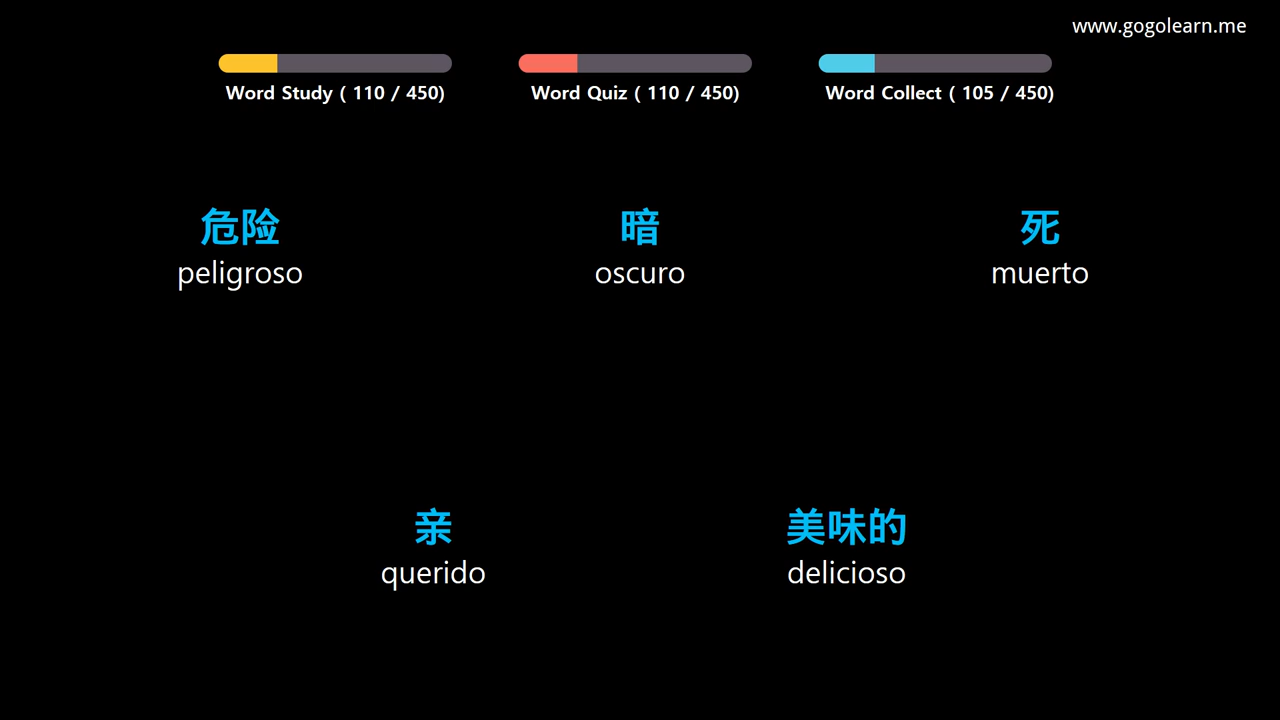 www.gogolearn.me
Word Study ( 110 / 450)
Word Quiz ( 110 / 450)
Word Collect ( 105 / 450)
危险
peligroso
暗
oscuro
死
muerto
亲
querido
美味的
delicioso